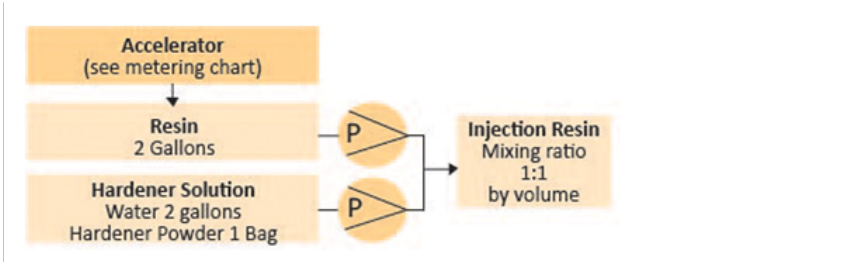 Accelerator
(see metering chart)
Resin
2 Gallons
P
Hardener Solution
Water 2 gallons
Hardener Powder 1 Bag
P
Injection Resin
Mixing ratio
1:1
by volume